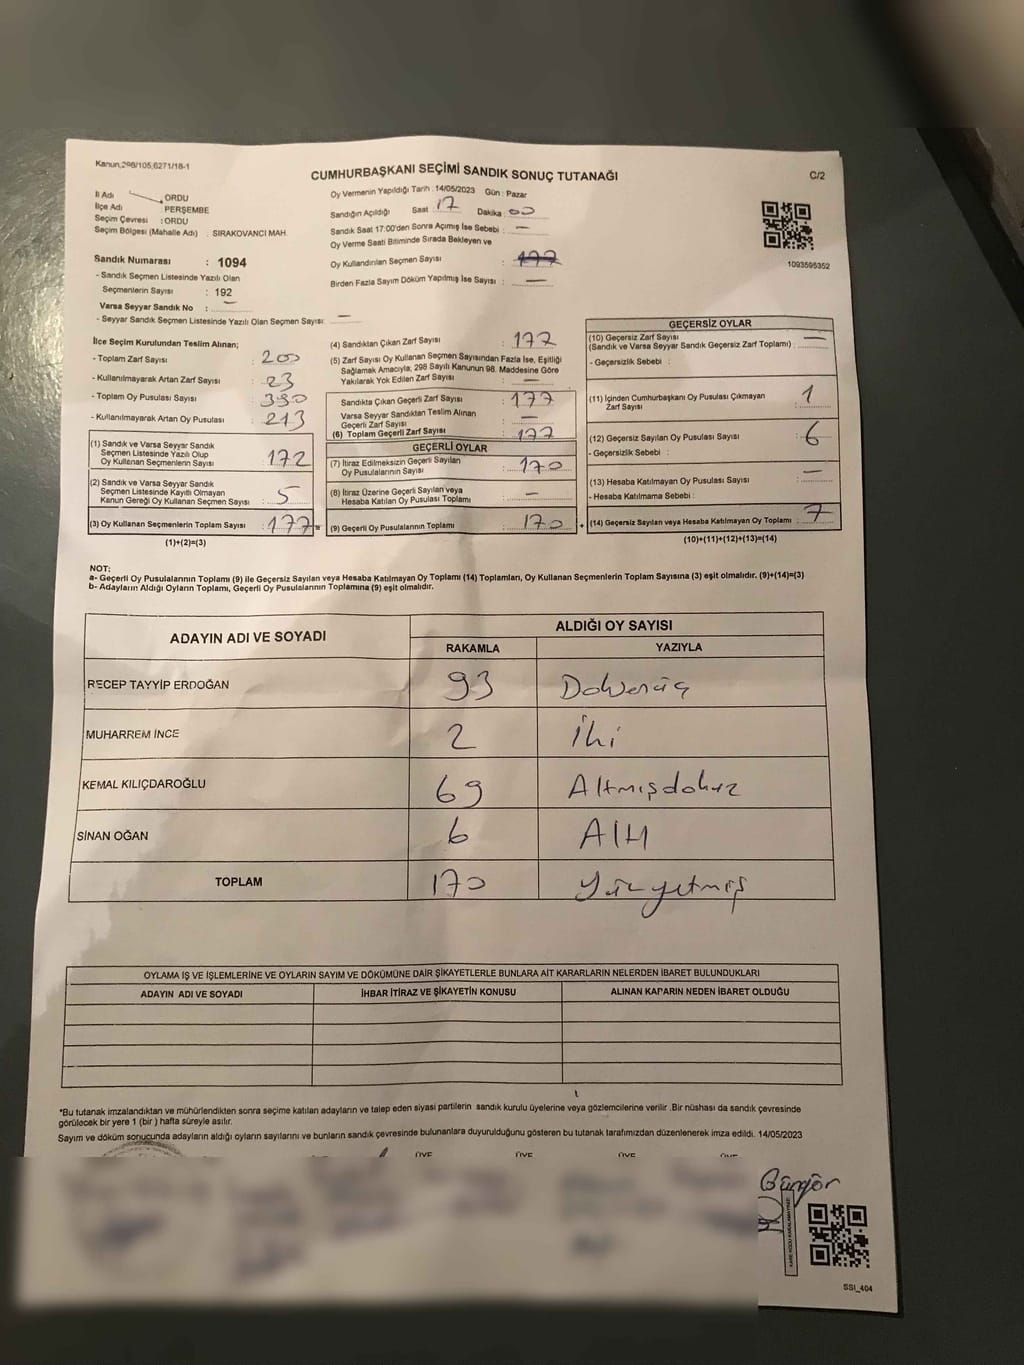 Kanun,298/105,6271/18-1
CUMHURBAŞKANI SEÇİMİ SANDIK SONUÇ TUTANAĞI
C/2
İl Adı : ORDU
İlçe Adı : PERŞEMBE
Seçim Çevresi : ORDU
Seçim Bölgesi (Mahalle Adı) : SIRAKOVANCI MAH.
Sandık Numarası : 1094
- Sandık Seçmen Listesinde Yazılı Olan
Seçmenlerin Sayısı : 192
Varsa Seyyar Sandık No : —
- Seyyar Sandık Seçmen Listesinde Yazılı Olan Seçmen Sayısı: —
Oy Vermenin Yapıldığı Tarih : 14/05/2023 Gün : Pazar
Sandığın Açıldığı Saat 17 Dakika 00
Sandık Saat 17:00'den Sonra Açımış İse Sebebi : —
Oy Verme Saati Bitiminde Sırada Bekleyen ve
Oy Kullandırılan Seçmen Sayısı : 177
Birden Fazla Sayım Döküm Yapılmış İse Sayısı : —
1093595352
İlçe Seçim Kurulundan Teslim Alınan;
- Toplam Zarf Sayısı : 200
- Kullanılmayarak Artan Zarf Sayısı : 23
- Toplam Oy Pusulası Sayısı : 390
- Kullanılmayarak Artan Oy Pusulası : 213
(1) Sandık ve Varsa Seyyar Sandık
Seçmen Listesinde Yazılı Olup
Oy Kullanan Seçmenlerin Sayısı : 172
(2) Sandık ve Varsa Seyyar Sandık
Seçmen Listesinde Kayıtlı Olmayan
Kanun Gereği Oy Kullanan Seçmen Sayısı : 5
(3) Oy Kullanan Seçmenlerin Toplam Sayısı : 177 =
(1)+(2)=(3)
(4) Sandıktan Çıkan Zarf Sayısı : 177
(5) Zarf Sayısı Oy Kullanan Seçmen Sayısından Fazla İse, Eşitliği
Sağlamak Amacıyla, 298 Sayılı Kanunun 98. Maddesine Göre
Yakılarak Yok Edilen Zarf Sayısı : —
Sandıkta Çıkan Geçerli Zarf Sayısı : 177
Varsa Seyyar Sandıktan Teslim Alınan
Geçerli Zarf Sayısı : —
(6) Toplam Geçerli Zarf Sayısı : 177
GEÇERLİ OYLAR
(7) İtiraz Edilmeksizin Geçerli Sayılan
Oy Pusulalarının Sayısı : 170
(8) İtiraz Üzerine Geçerli Sayılan veya
Hesaba Katılan Oy Pusulası Toplamı : —
(9) Geçerli Oy Pusulalarının Toplamı : 170 +
GEÇERSİZ OYLAR
(10) Geçersiz Zarf Sayısı
(Sandık ve Varsa Seyyar Sandık Geçersiz Zarf Toplamı) : —
- Geçersizlik Sebebi :
(11) İçinden Cumhurbaşkanı Oy Pusulası Çıkmayan
Zarf Sayısı : 1
(12) Geçersiz Sayılan Oy Pusulası Sayısı : 6
- Geçersizlik Sebebi :
(13) Hesaba Katılmayan Oy Pusulası Sayısı : —
- Hesaba Katılmama Sebebi :
(14) Geçersiz Sayılan veya Hesaba Katılmayan Oy Toplamı : 7
(10)+(11)+(12)+(13)=(14)
NOT:
a- Geçerli Oy Pusulalarının Toplamı (9) ile Geçersiz Sayılan veya Hesaba Katılmayan Oy Toplamı (14) Toplamları, Oy Kullanan Seçmenlerin Toplam Sayısına (3) eşit olmalıdır. (9)+(14)=(3)
b- Adayların Aldığı Oyların Toplamı, Geçerli Oy Pusulalarının Toplamına (9) eşit olmalıdır.
ADAYIN ADI VE SOYADI
ALDIĞI OY SAYISI
RAKAMLA YAZIYLA
RECEP TAYYİP ERDOĞAN 93 Doksanüç
MUHARREM İNCE 2 İki
KEMAL KILIÇDAROĞLU 69 Altmışdokuz
SİNAN OĞAN 6 Altı
TOPLAM 170 Yüzyetmiş
OYLAMA İŞ VE İŞLEMLERİNE VE OYLARIN SAYIM VE DÖKÜMÜNE DAİR ŞİKAYETLERLE BUNLARA AİT KARARLARIN NELERDEN İBARET BULUNDUKLARI
ADAYIN ADI VE SOYADI İHBAR İTİRAZ VE ŞİKAYETİN KONUSU ALINAN KARARIN NEDEN İBARET OLDUĞU
*Bu tutanak imzalandıktan ve mühürlendikten sonra seçime katılan adayların ve talep eden siyasi partilerin sandık kurulu üyelerine veya gözlemcilerine verilir .Bir nüshası da sandık çevresinde
görülecek bir yere 1 (bir ) hafta süreyle asılır.
Sayım ve döküm sonucunda adayların aldığı oyların sayılarını ve bunların sandık çevresinde bulunanlara duyurulduğunu gösteren bu tutanak tarafımızdan düzenlenerek imza edildi. 14/05/2023
ÜYE ÜYE ÜYE ÜYE
Güngör
SSI_404